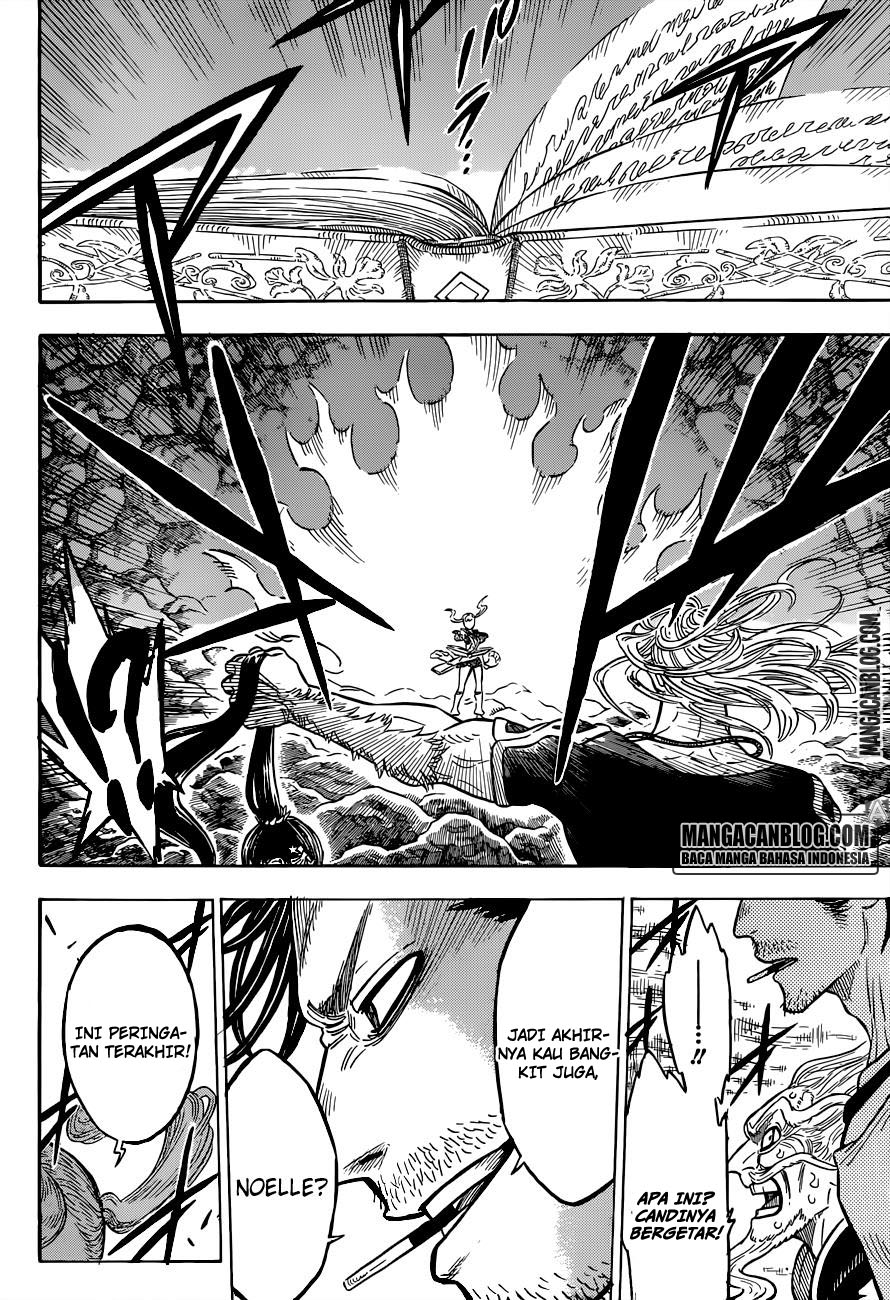 MANGACANBLOG.COM
MANGACANBLOG.COM
BACA MANGA BAHASA INDONESIA
.....!!
APA INI?
CANDINYA
BERGETAR!
JADI AKHIR-
NYA KAU BANG-
KIT JUGA,
NOELLE?
INI PERINGA-
TAN TERAKHIR!